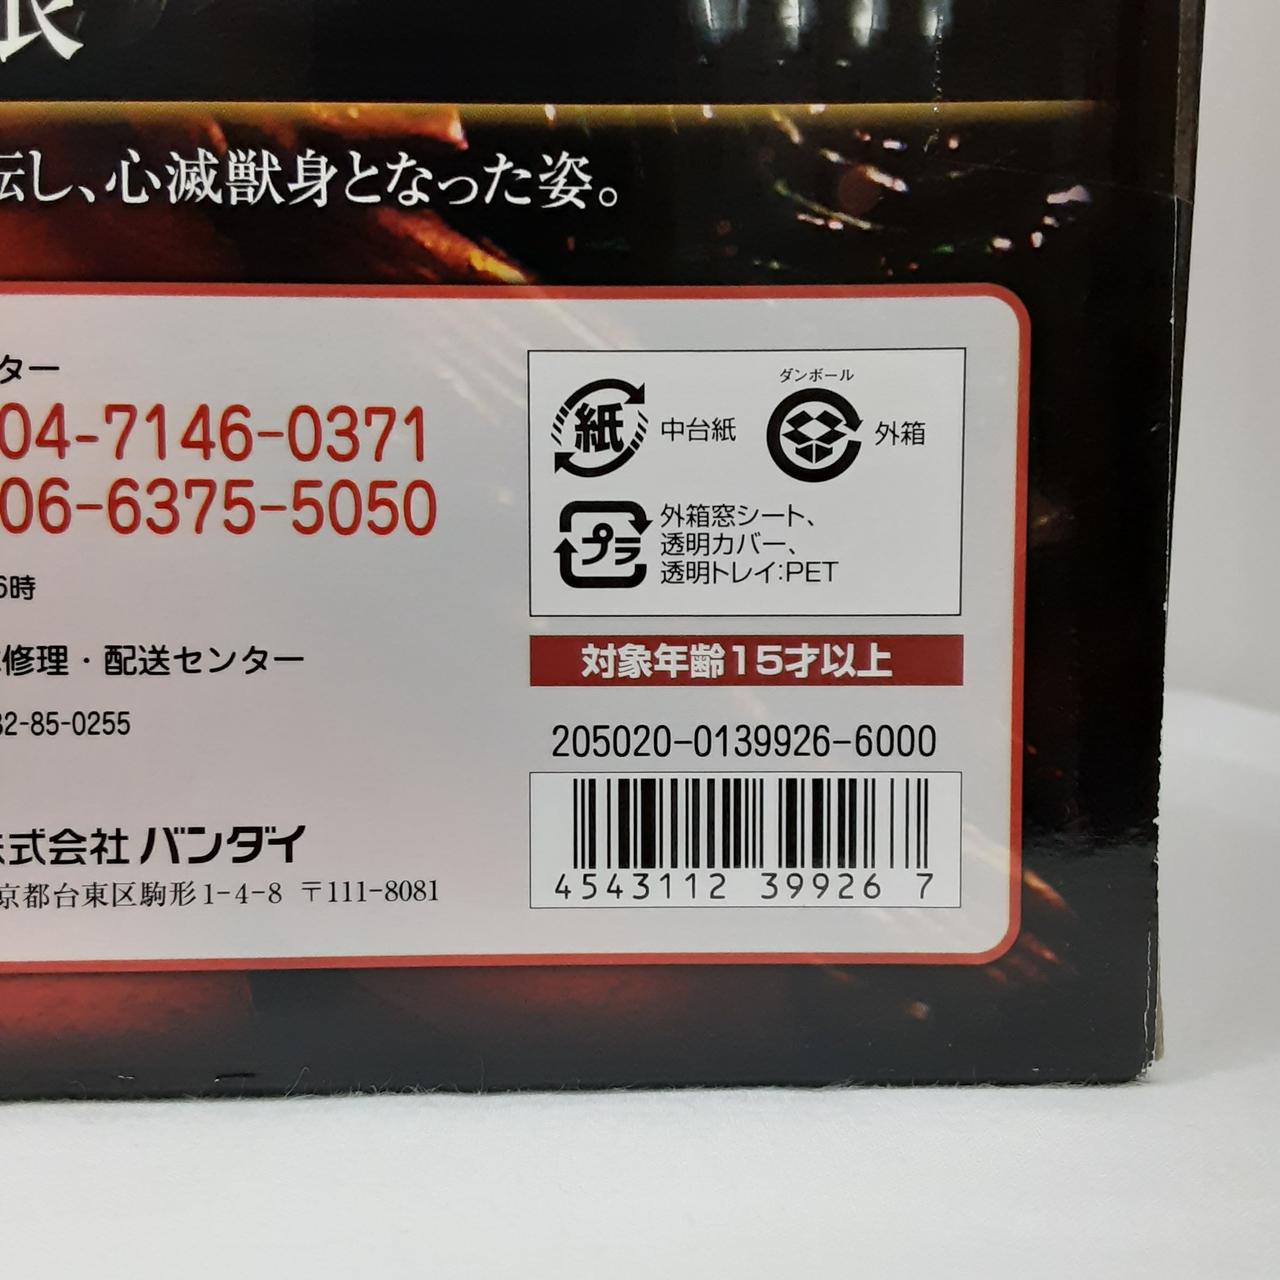 転し、心滅獣身となった姿。
ター
04-7146-0371
06-6375-5050
6時
修理・配送センター
32-85-0255
式会社 バンダイ
京都台東区駒形1-4-8 〒111-8081
ダンボール
紙 中台紙 外箱
プラ 外箱窓シート、
透明カバー、
透明トレイ:PET
対象年齢15才以上
205020-0139926-6000
4543112 39926 7